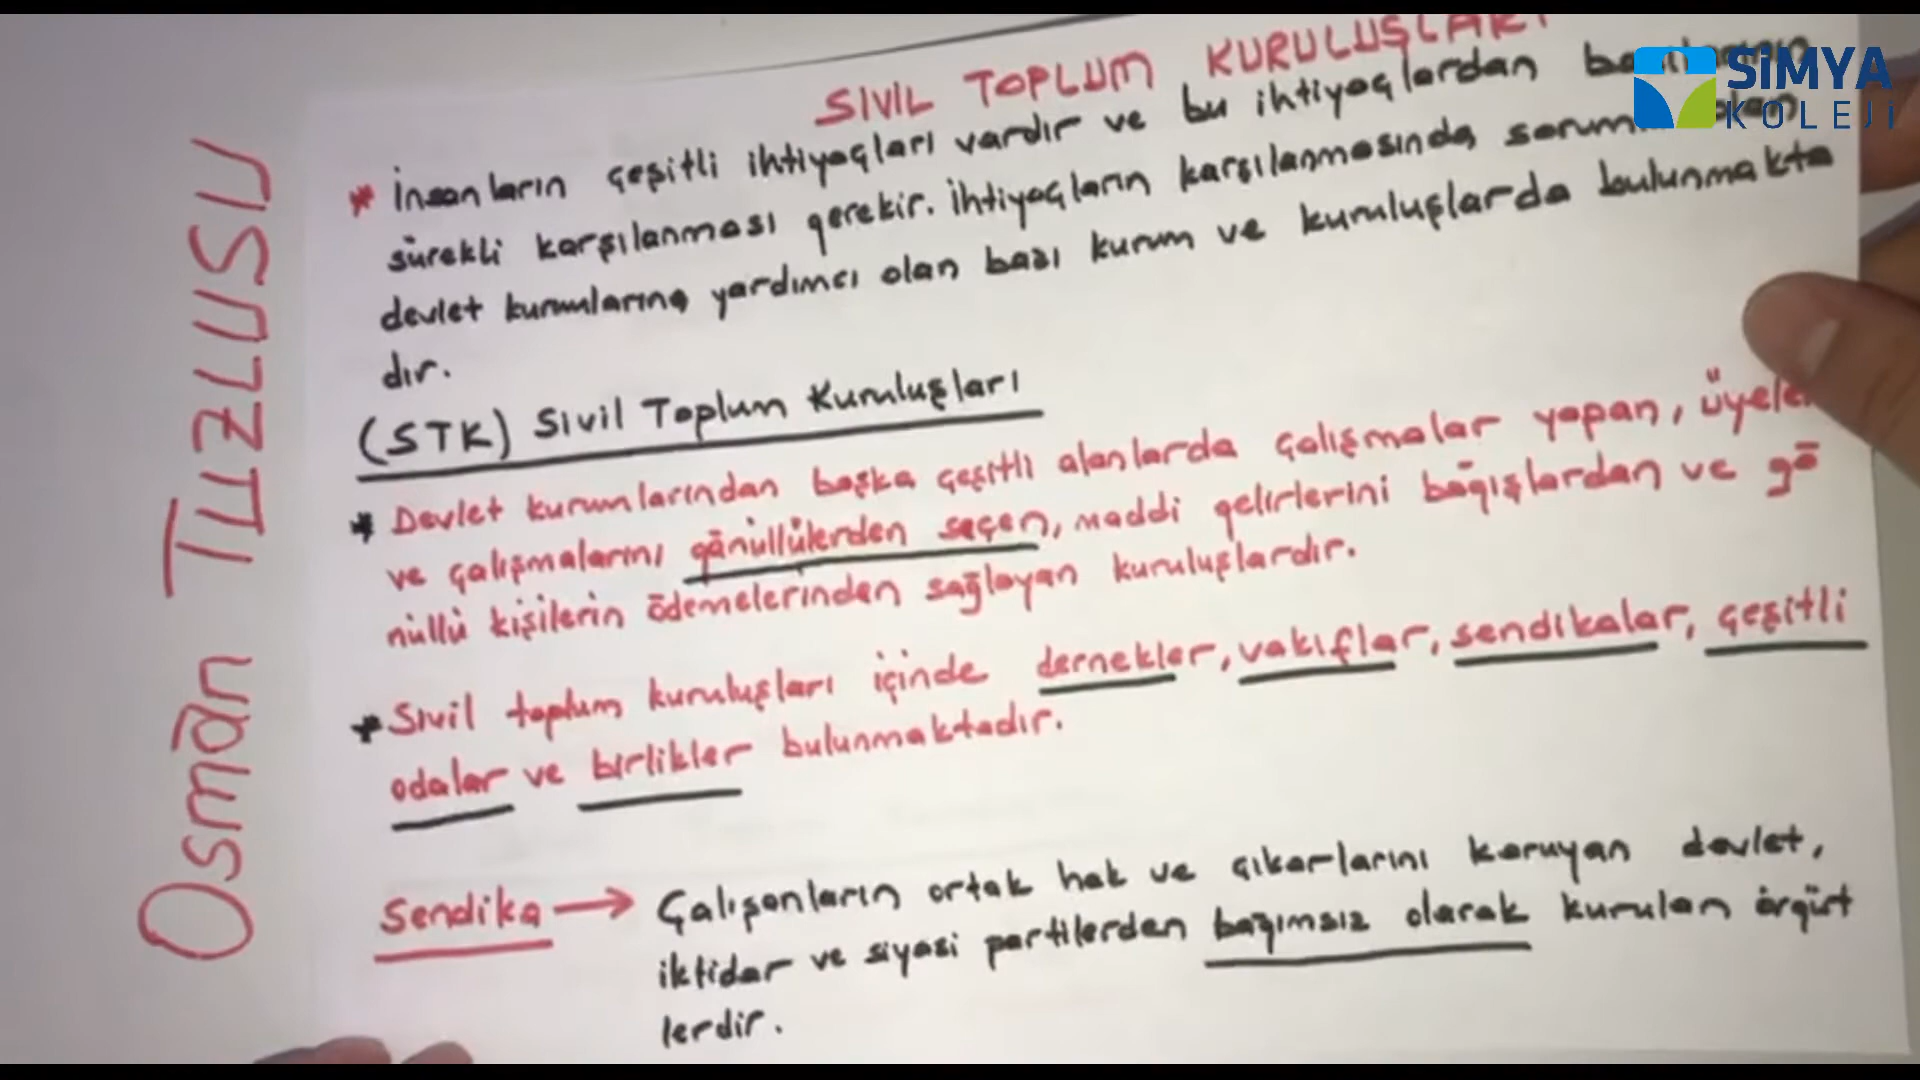 SİMYA
KOLEJİ
SIVIL TOPLUM KURULUŞLARI
* İnsanların çeşitli ihtiyaçları vardır ve bu ihtiyaçlardan
sürekli karşılanması gerekir. İhtiyaçların karşılanmasında
devlet kurumlarına yardımcı olan bazı kurum ve kuruluşlarda bulunmakta
dır.
(STK) Sivil Toplum Kuruluşları
* Devlet kurumlarından başka çeşitli alanlarda çalışmalar yapan,
ve çalışmalarını gönüllülerden seçen, maddi gelirlerini bağışlardan ve gö
nüllü kişilerin ödemelerinden sağlayan kuruluşlardır.
* Sivil toplum kuruluşları içinde dernekler, vakıflar, sendikalar, çeşitli
odalar ve birlikler bulunmaktadır.
Sendika → Çalışanların ortak hak ve çıkarlarını koruyan devlet,
iktidar ve siyasi partilerden bağımsız olarak kurulan örgüt
lerdir.
Osman TUZLUSU